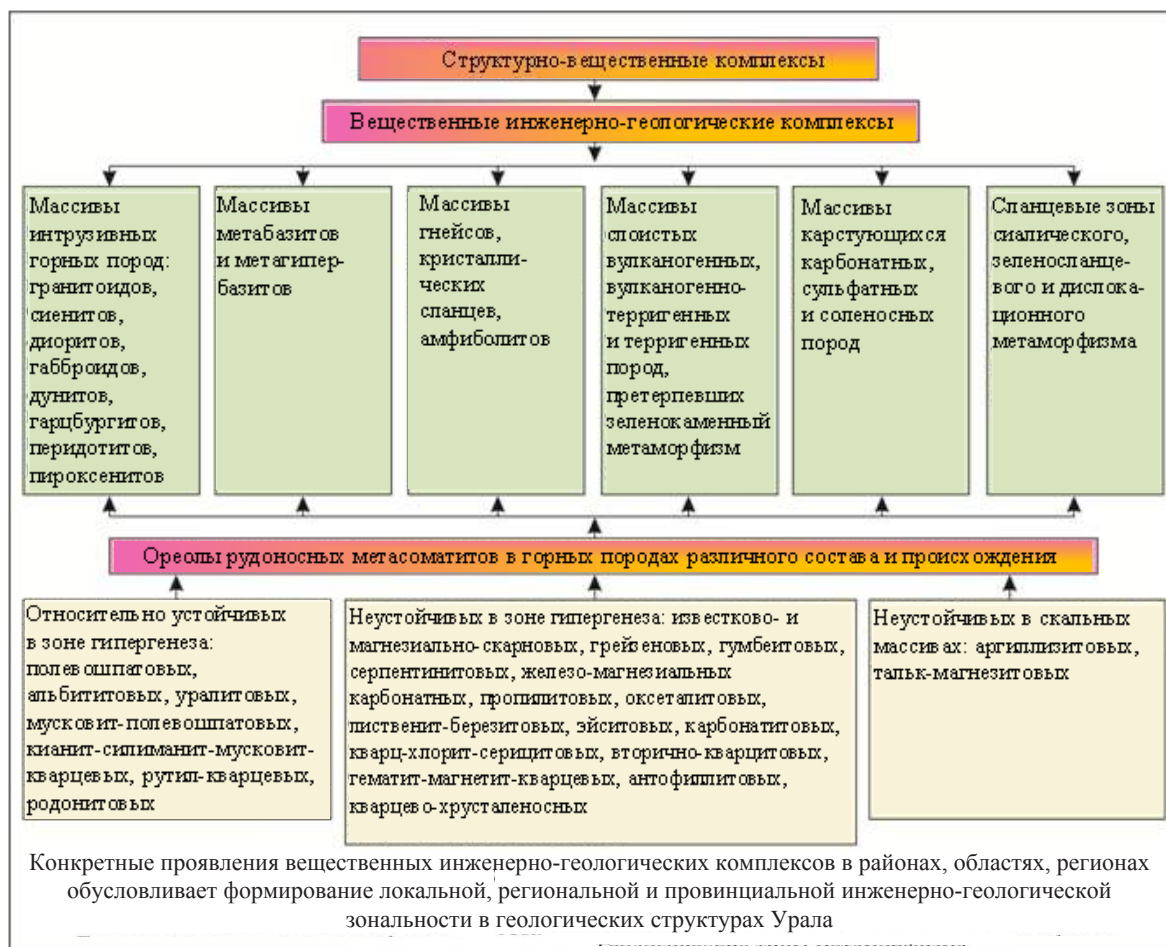 Структурно-вещественные комплексы
Вещественные инженерно-геологические комплексы
Массивы
интрузивных
горных пород:
гранитоидов,
сиенитов,
диоритов,
габброидов,
дунитов,
гарцбургитов,
перидотитов,
пироксенитов
Массивы
метабазитов
и метагипер-
базитов
Массивы
гнейсов,
кристалли-
ческих
сланцев,
амфиболитов
Массивы
слоистых
вулканогенных,
вулканогенно-
терригенных
и терригенных
пород,
претерпевших
зеленокаменный
метаморфизм
Массивы
карстующихся
карбонатных,
сульфатных
и соленосных
пород
Сланцевые зоны
сиалического,
зеленосланце-
вого и дислока-
ционного
метаморфизма
Ореолы рудоносных метасоматитов в горных породах различного состава и происхождения
Относительно устойчивых
в зоне гипергенеза:
полевошпатовых,
альбититовых, уралитовых,
мусковит-полевошпатовых,
кианит-силиманит-мусковит-
кварцевых, рутил-кварцевых,
родонитовых
Неустойчивых в зоне гипергенеза: известково- и
магнезиально-скарновых, грейзеновых, гумбеитовых,
серпентинитовых, железо-магнезиальных
карбонатных, пропилитовых, оксеталитовых,
лиственит-березитовых, эйситовых, карбонатитовых,
кварц-хлорит-серицитовых, вторично-кварцитовых,
гематит-магнетит-кварцевых, антофиллитовых,
кварцево-хрусталеносных
Неустойчивых в скальных
массивах: аргиллизитовых,
тальк-магнезитовых
Конкретные проявления вещественных инженерно-геологических комплексов в районах, областях, регионах
обусловливает формирование локальной, региональной и провинциальной инженерно-геологической
зональности в геологических структурах Урала